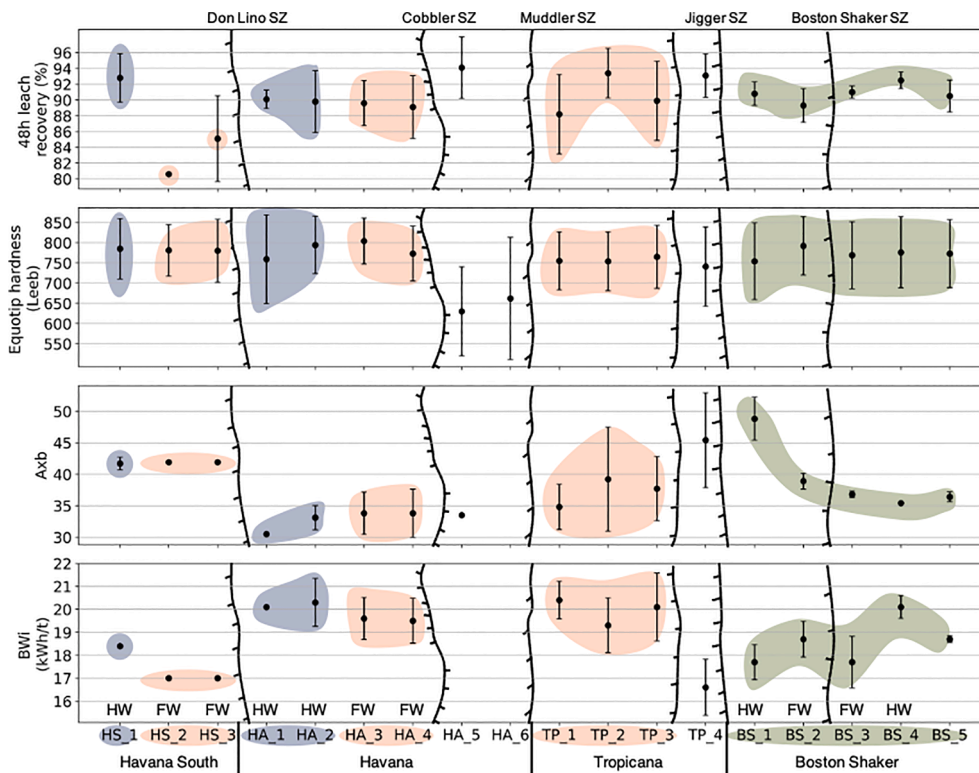 Don Lino SZ Cobbler SZ Muddler SZ Jigger SZ Boston Shaker SZ
48h leach
recovery (%)
96
94
92
90
88
86
84
82
80
Equotip hardness
(Leeb)
850
800
750
700
650
600
550
Axb
50
45
40
35
30
BWi
(kWh/t)
22
21
20
19
18
17
16
HW FW FW HW HW FW FW HW FW FW HW
HS_1 HS_2 HS_3 HA_1 HA_2 HA_3 HA_4 HA_5 HA_6 TP_1 TP_2 TP_3 TP_4 BS_1 BS_2 BS_3 BS_4 BS_5
Havana South Havana Tropicana Boston Shaker